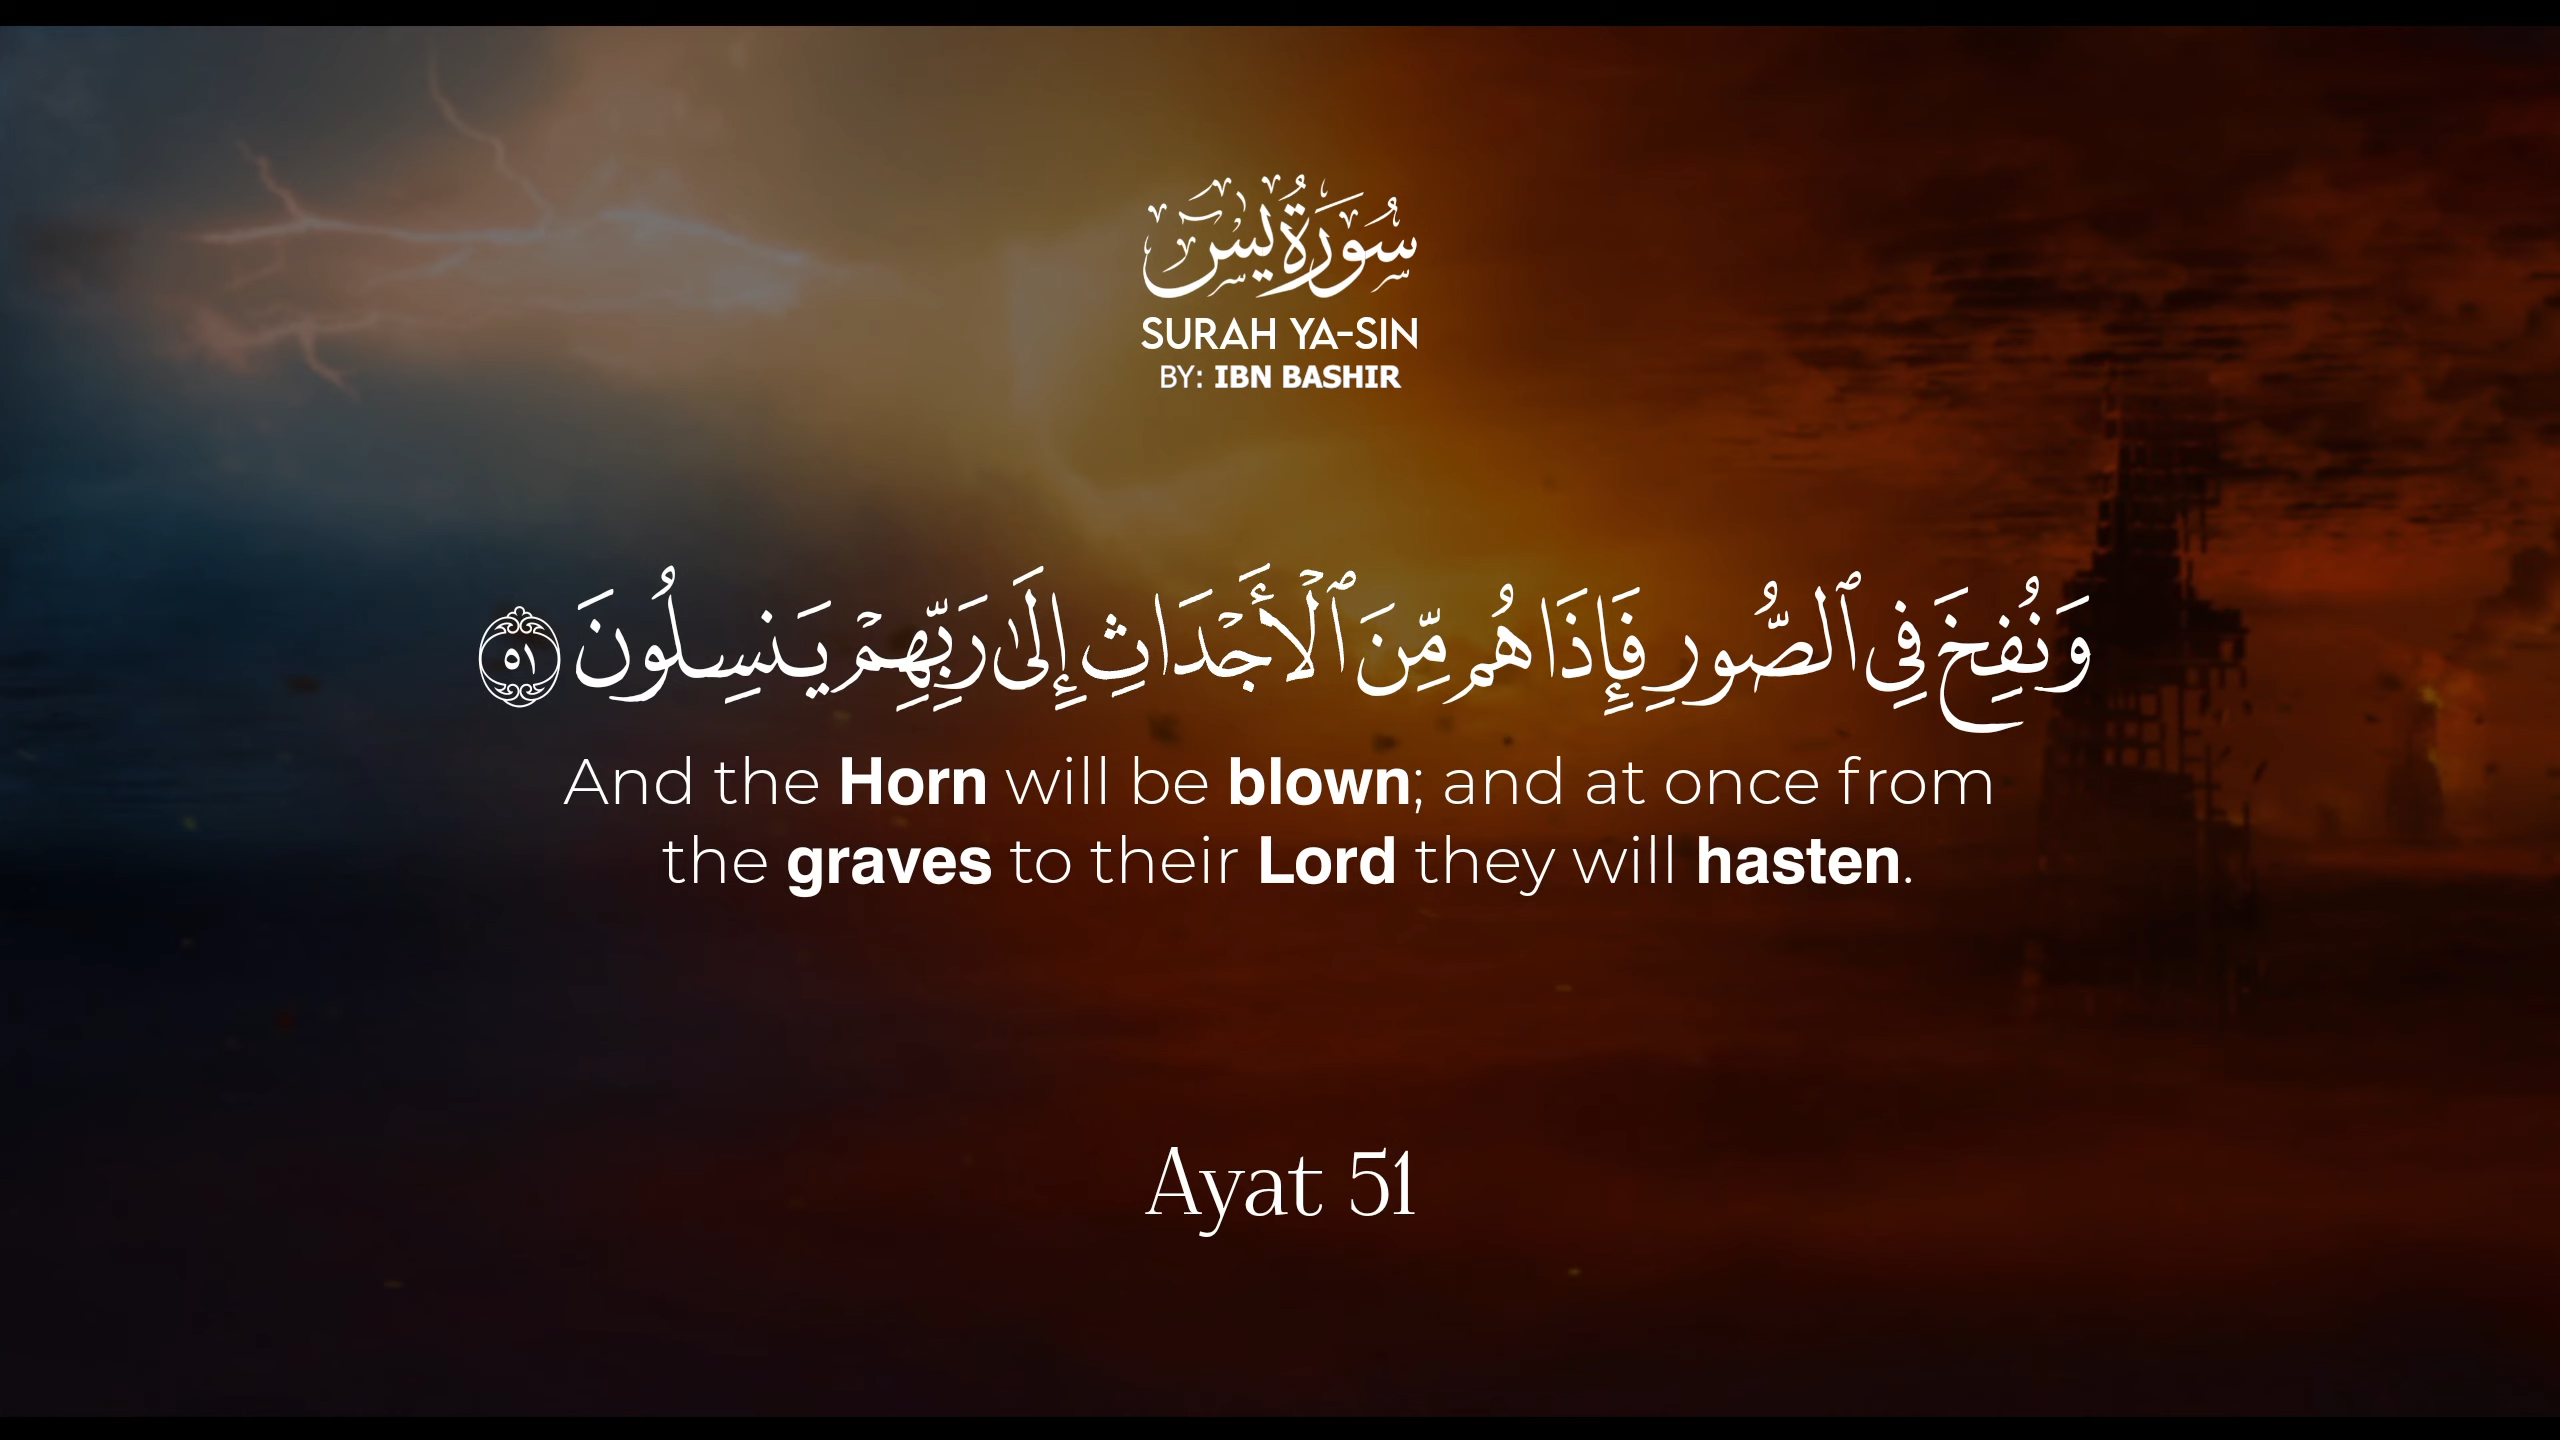 سُورَةُ يسٓ
SURAH YA-SIN
BY: IBN BASHIR
وَنُفِخَ فِى ٱلصُّورِ فَإِذَا هُم مِّنَ ٱلْأَجْدَاثِ إِلَىٰ رَبِّهِمْ يَنسِلُونَ ٥١
And the Horn will be blown; and at once from
the graves to their Lord they will hasten.
Ayat 51